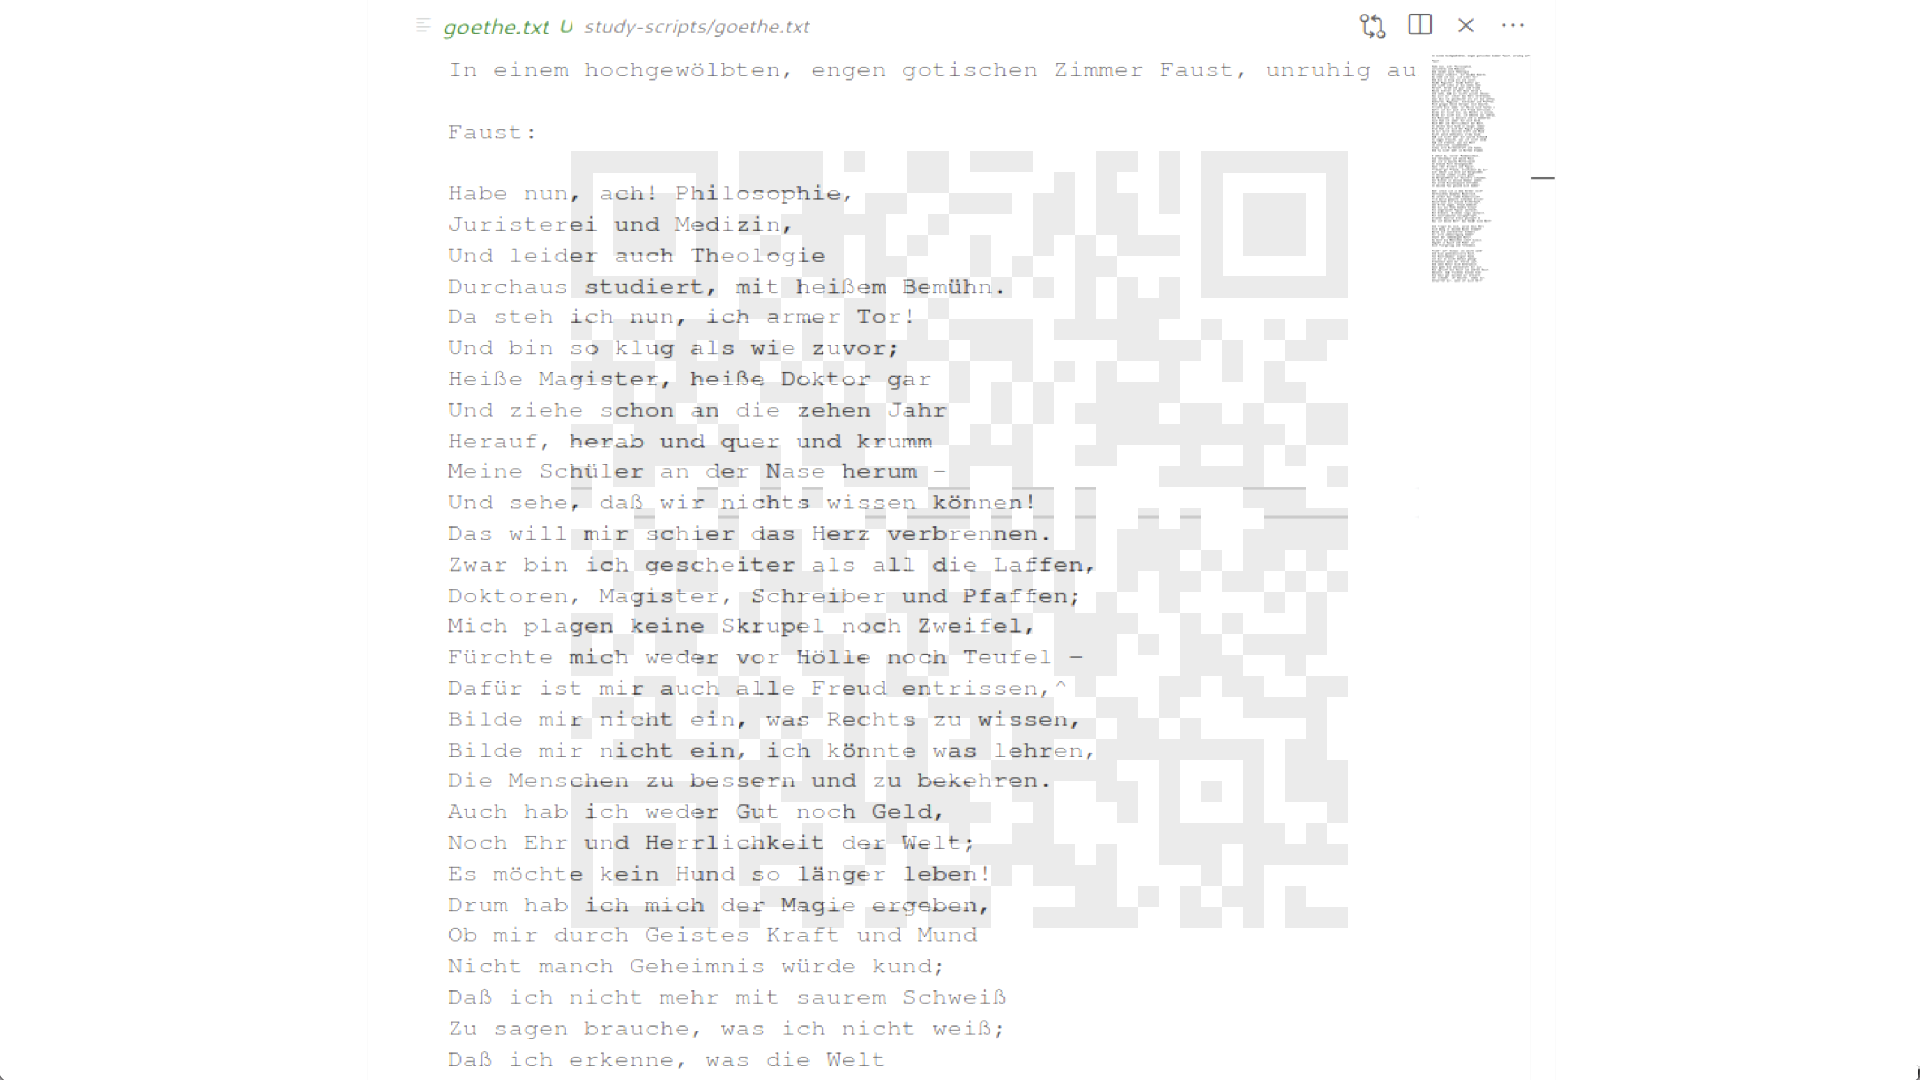 goethe.txt U study-scripts/goethe.txt
In einem hochgewölbten, engen gotischen Zimmer Faust, unruhig au
Faust:
Habe nun, ach! Philosophie,
Juristerei und Medizin,
Und leider auch Theologie
Durchaus studiert, mit heißem Bemühn.
Da steh ich nun, ich armer Tor!
Und bin so klug als wie zuvor;
Heiße Magister, heiße Doktor gar
Und ziehe schon an die zehen Jahr
Herauf, herab und quer und krumm
Meine Schüler an der Nase herum –
Und sehe, daß wir nichts wissen können!
Das will mir schier das Herz verbrennen.
Zwar bin ich gescheiter als all die Laffen,
Doktoren, Magister, Schreiber und Pfaffen;
Mich plagen keine Skrupel noch Zweifel,
Fürchte mich weder vor Hölle noch Teufel –
Dafür ist mir auch alle Freud entrissen,^
Bilde mir nicht ein, was Rechts zu wissen,
Bilde mir nicht ein, ich könnte was lehren,
Die Menschen zu bessern und zu bekehren.
Auch hab ich weder Gut noch Geld,
Noch Ehr und Herrlichkeit der Welt;
Es möchte kein Hund so länger leben!
Drum hab ich mich der Magie ergeben,
Ob mir durch Geistes Kraft und Mund
Nicht manch Geheimnis würde kund;
Daß ich nicht mehr mit saurem Schweiß
Zu sagen brauche, was ich nicht weiß;
Daß ich erkenne, was die Welt